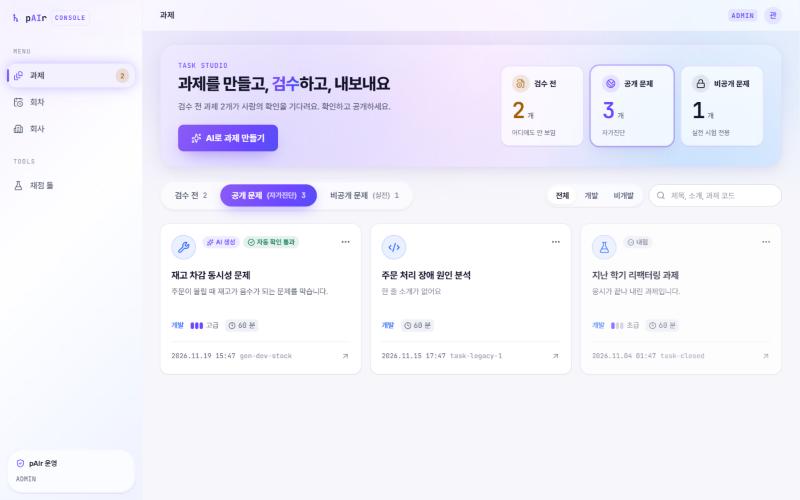 pAIr CONSOLE
MENU
과제 2
회차
회사
TOOLS
채점 툴
pAIr 운영
ADMIN
과제
ADMIN 관
TASK STUDIO
과제를 만들고, 검수하고, 내보내요
검수 전 과제 2개가 사람의 확인을 기다려요. 확인하고 공개하세요.
AI로 과제 만들기
검수 전
2 개
어디에도 안 보임
공개 문제
3 개
자가진단
비공개 문제
1 개
실전 시험 전용
검수 전 2
공개 문제 (자가진단) 3
비공개 문제 (실전) 1
전체 개발 비개발
제목, 소개, 과제 코드
AI 생성 자동 확인 통과
재고 차감 동시성 문제
주문이 몰릴 때 재고가 음수가 되는 문제를 막습니다.
개발 고급 60 분
2026.11.19 15:47 gen-dev-stock
주문 처리 장애 원인 분석
한 줄 소개가 없어요
개발 60 분
2026.11.15 17:47 task-legacy-1
내림
지난 학기 리팩터링 과제
응시가 끝나 내린 과제입니다.
개발 초급 60 분
2026.11.04 01:47 task-closed